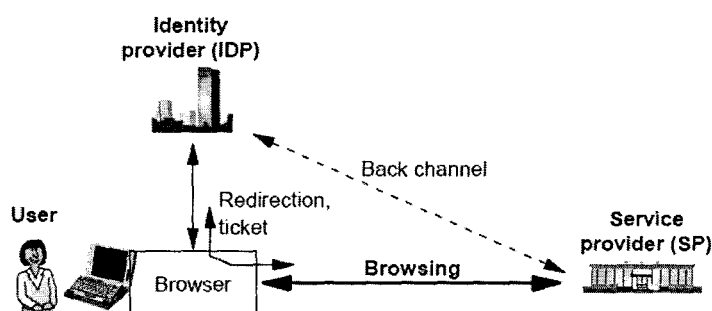 Identity
provider (IDP)
Back channel
Redirection,
ticket
User
Service
provider (SP)
Browsing
Browser